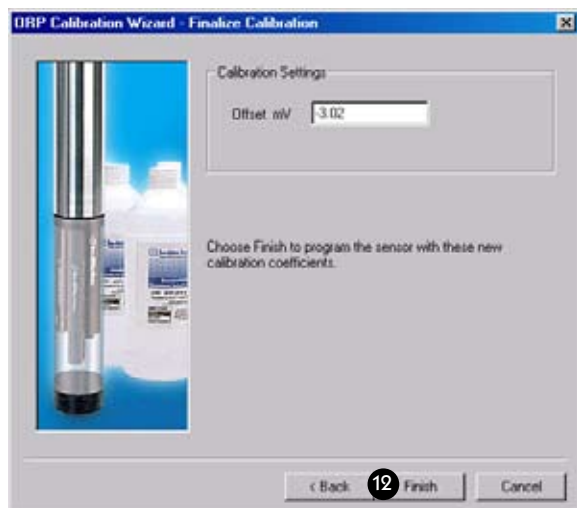 ORP Calibration Wizard - Finalize Calibration
Calibration Settings
Offset mV -3.02
Choose Finish to program the sensor with these new
calibration coefficients.
< Back 12 Finish Cancel